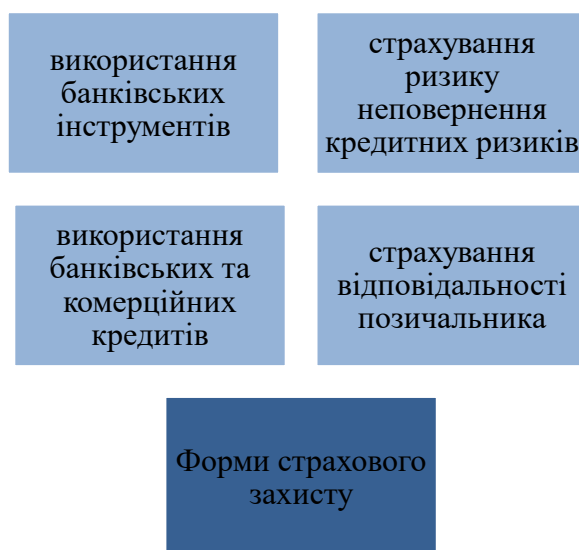 використання
банківських
інструментів
страхування
ризику
неповернення
кредитних ризиків
використання
банківських та
комерційних
кредитів
страхування
відповідальності
позичальника
Форми страхового
захисту